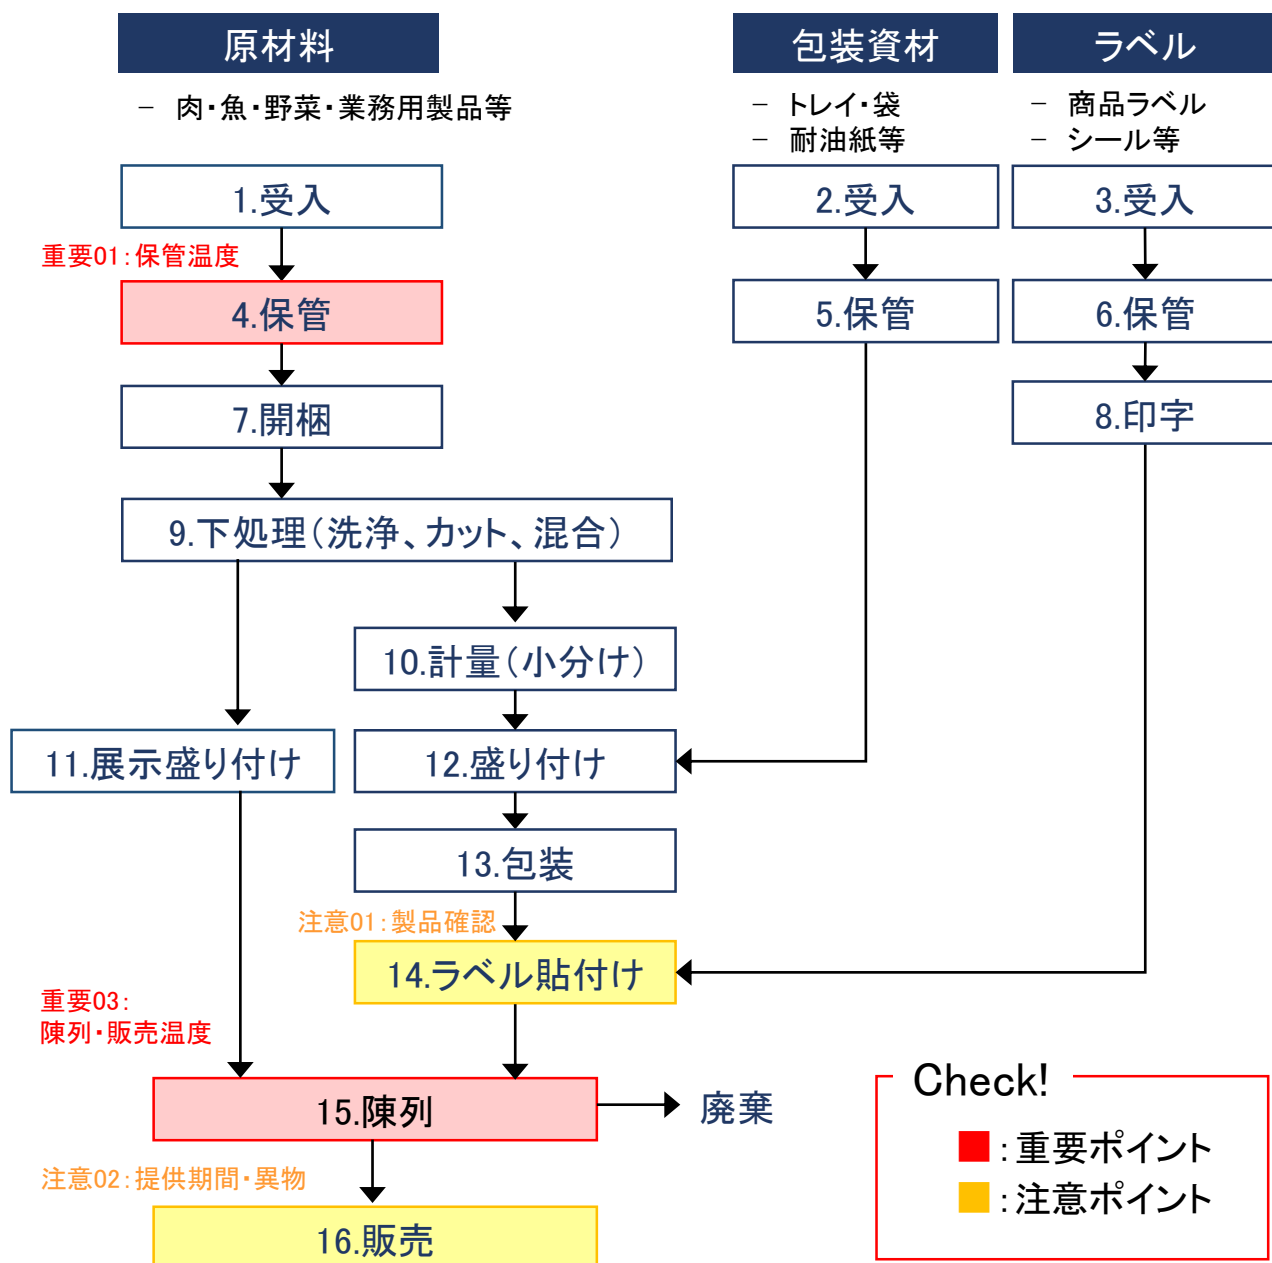 原材料
包装資材
ラベル
－ 肉・魚・野菜・業務用製品等
－ トレイ・袋
－ 耐油紙等
－ 商品ラベル
－ シール等
1.受入
2.受入
3.受入
重要01：保管温度
4.保管
5.保管
6.保管
7.開梱
8.印字
9.下処理（洗浄、カット、混合）
10.計量（小分け）
11.展示盛り付け
12.盛り付け
13.包装
注意01：製品確認
14.ラベル貼付け
重要03：
陳列・販売温度
15.陳列
廃棄
注意02：提供期間・異物
16.販売
Check!
：重要ポイント
：注意ポイント